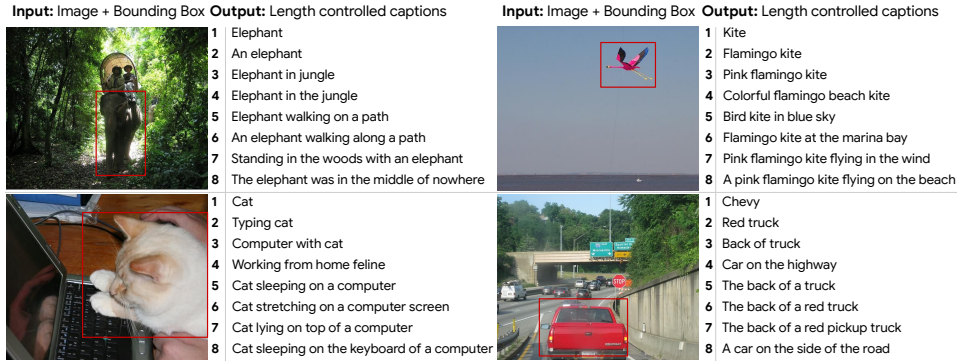 Input: Image + Bounding Box Output: Length controlled captions
1 Elephant
2 An elephant
3 Elephant in jungle
4 Elephant in the jungle
5 Elephant walking on a path
6 An elephant walking along a path
7 Standing in the woods with an elephant
8 The elephant was in the middle of nowhere
1 Cat
2 Typing cat
3 Computer with cat
4 Working from home feline
5 Cat sleeping on a computer
6 Cat stretching on a computer screen
7 Cat lying on top of a computer
8 Cat sleeping on the keyboard of a computer
Input: Image + Bounding Box Output: Length controlled captions
1 Kite
2 Flamingo kite
3 Pink flamingo kite
4 Colorful flamingo beach kite
5 Bird kite in blue sky
6 Flamingo kite at the marina bay
7 Pink flamingo kite flying in the wind
8 A pink flamingo kite flying on the beach
STOP
1 Chevy
2 Red truck
3 Back of truck
4 Car on the highway
5 The back of a truck
6 The back of a red truck
7 The back of a red pickup truck
8 A car on the side of the road